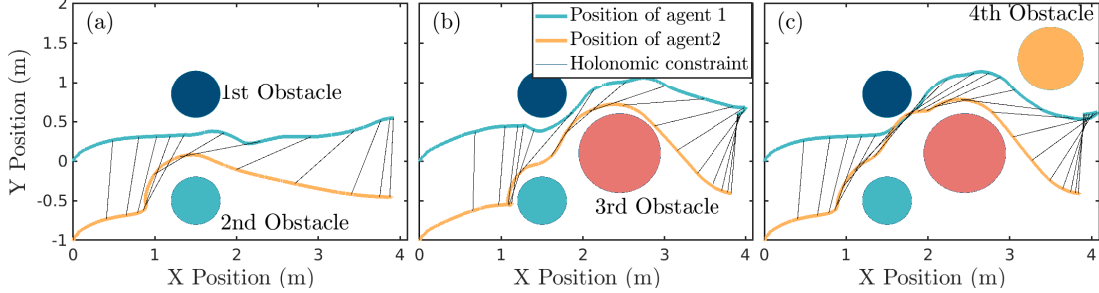 2
(a)
(b)
Position of agent 1
Position of agent2
Holonomic constraint
(c)
4th Obstacle
1.5
1
1st Obstacle
0.5
0
-0.5
2nd Obstacle
3rd Obstacle
-1
Y Position (m)
0 1 2 3 4
0 1 2 3 4
0 1 2 3 4
X Position (m)
X Position (m)
X Position (m)